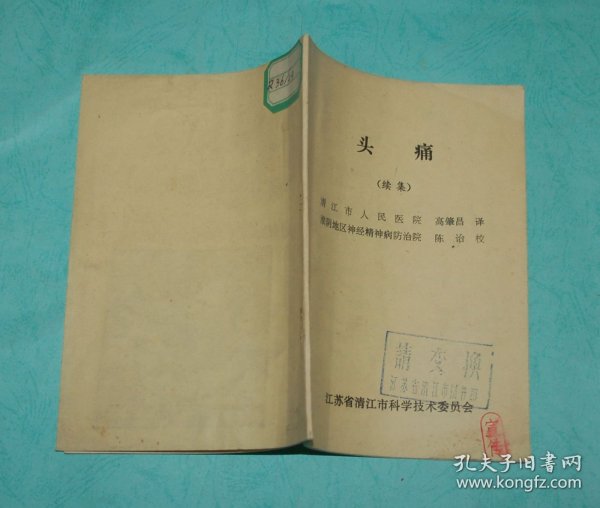 头 痛
（续集）
清江市人民医院 高肇昌 译
淮阴地区神经精神病防治院 陈治 校
请交换
江苏省清江市科学技术委员会
孔夫子旧书网
www.kongfz.com